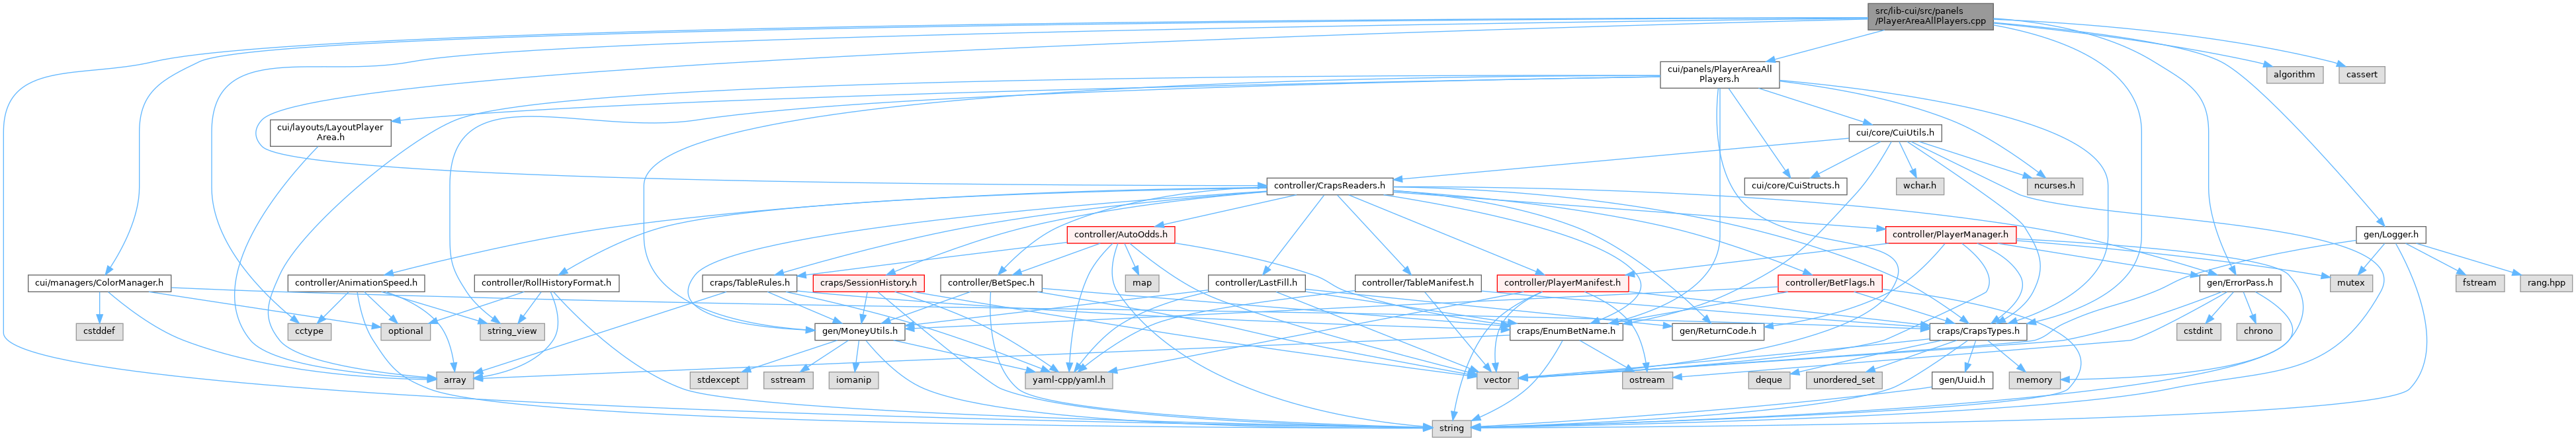 src/lib-cui/src/panels
/PlayerAreaAllPlayers.cpp
cui/panels/PlayerAreaAll
Players.h
algorithm
cassert
cui/layouts/LayoutPlayer
Area.h
cui/core/CuiUtils.h
controller/CrapsReaders.h
cui/core/CuiStructs.h
wchar.h
ncurses.h
controller/AutoOdds.h
controller/PlayerManager.h
gen/Logger.h
cui/managers/ColorManager.h
controller/AnimationSpeed.h
controller/RollHistoryFormat.h
craps/TableRules.h
craps/SessionHistory.h
controller/BetSpec.h
map
controller/LastFill.h
controller/TableManifest.h
controller/PlayerManifest.h
controller/BetFlags.h
gen/ErrorPass.h
mutex
fstream
rang.hpp
cstddef
cctype
optional
string_view
gen/MoneyUtils.h
craps/EnumBetName.h
gen/ReturnCode.h
craps/CrapsTypes.h
cstdint
chrono
array
stdexcept
sstream
iomanip
yaml-cpp/yaml.h
vector
ostream
deque
unordered_set
gen/Uuid.h
memory
string